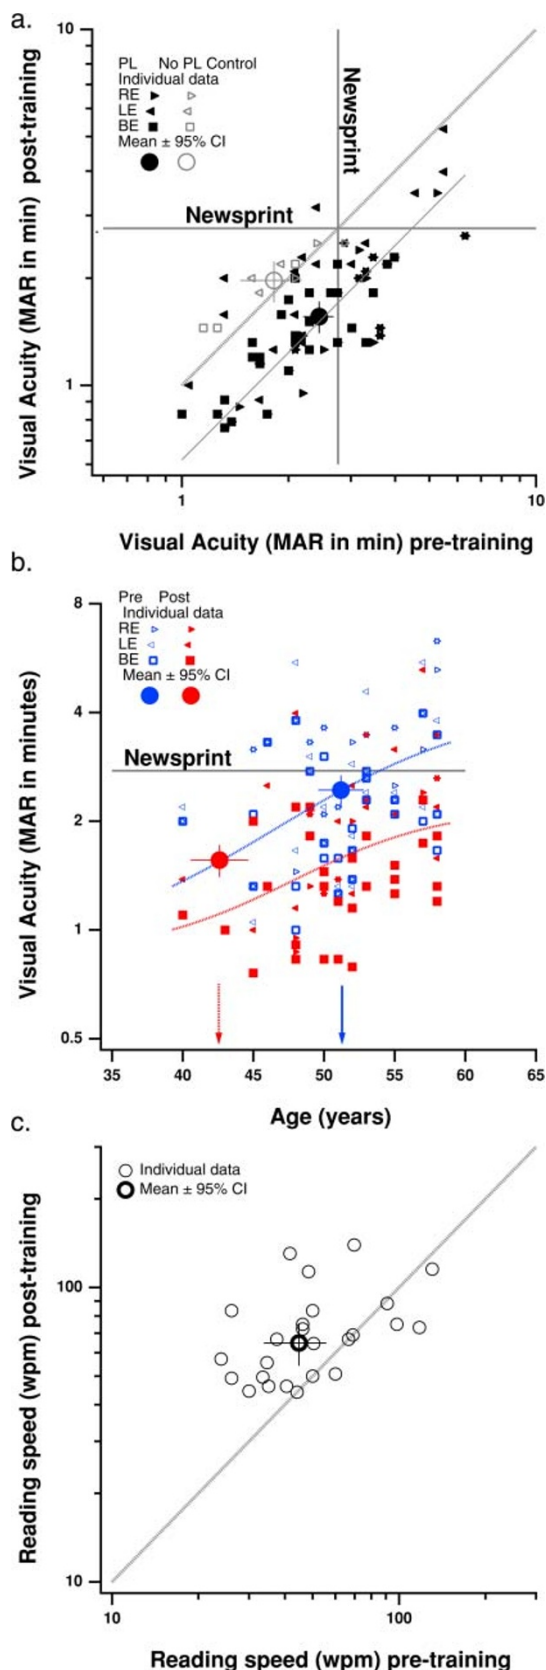 a.
10
PL No PL Control
Individual data
RE
LE
BE
Mean ± 95% CI
Newsprint
Newsprint
1
Visual Acuity (MAR in min) post-training
1
10
Visual Acuity (MAR in min) pre-training
b.
8
Pre Post
Individual data
RE
LE
BE
Mean ± 95% CI
4
Newsprint
2
1
0.5
Visual Acuity (MAR in minutes)
35 40 45 50 55 60 65
Age (years)
c.
Individual data
Mean ± 95% CI
100
10
Reading speed (wpm) post-training
10
100
Reading speed (wpm) pre-training